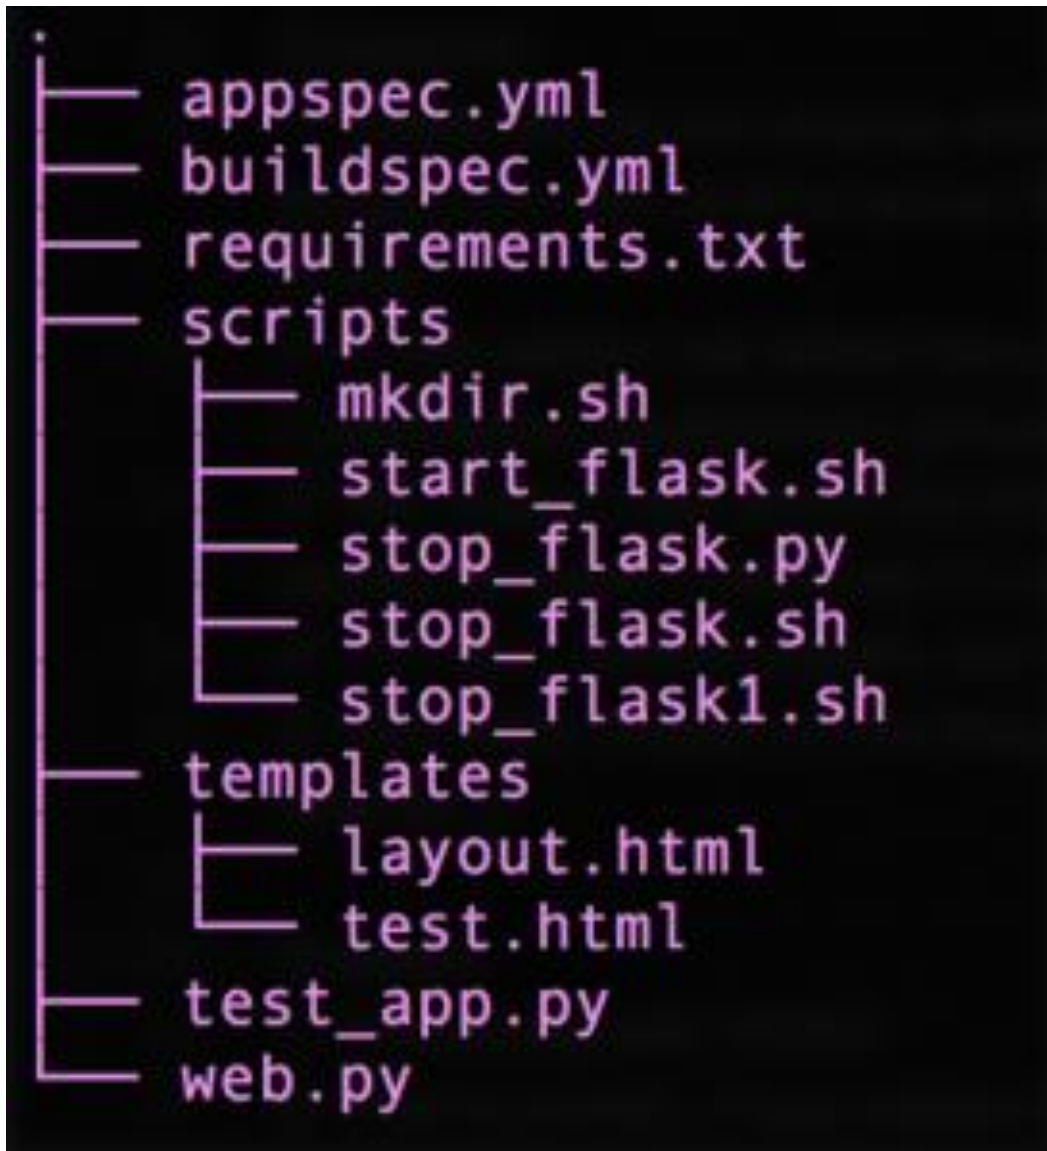 .
├── appspec.yml
├── buildspec.yml
├── requirements.txt
├── scripts
│   ├── mkdir.sh
│   ├── start_flask.sh
│   ├── stop_flask.py
│   ├── stop_flask.sh
│   └── stop_flask1.sh
├── templates
│   ├── layout.html
│   └── test.html
├── test_app.py
└── web.py